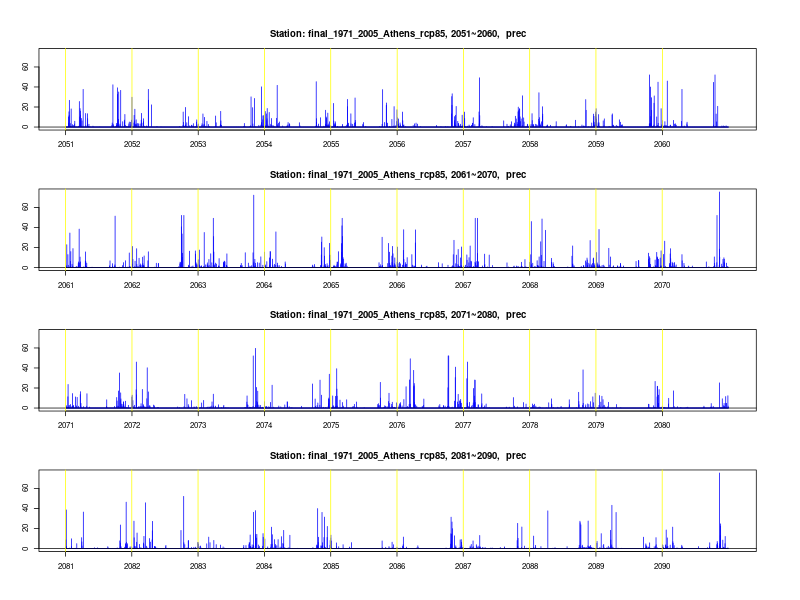 Station: final_1971_2005_Athens_rcp85, 2051~2060, prec
60
40
20
0
2051 2052 2053 2054 2055 2056 2057 2058 2059 2060
Station: final_1971_2005_Athens_rcp85, 2061~2070, prec
60
40
20
0
2061 2062 2063 2064 2065 2066 2067 2068 2069 2070
Station: final_1971_2005_Athens_rcp85, 2071~2080, prec
60
40
20
0
2071 2072 2073 2074 2075 2076 2077 2078 2079 2080
Station: final_1971_2005_Athens_rcp85, 2081~2090, prec
60
40
20
0
2081 2082 2083 2084 2085 2086 2087 2088 2089 2090